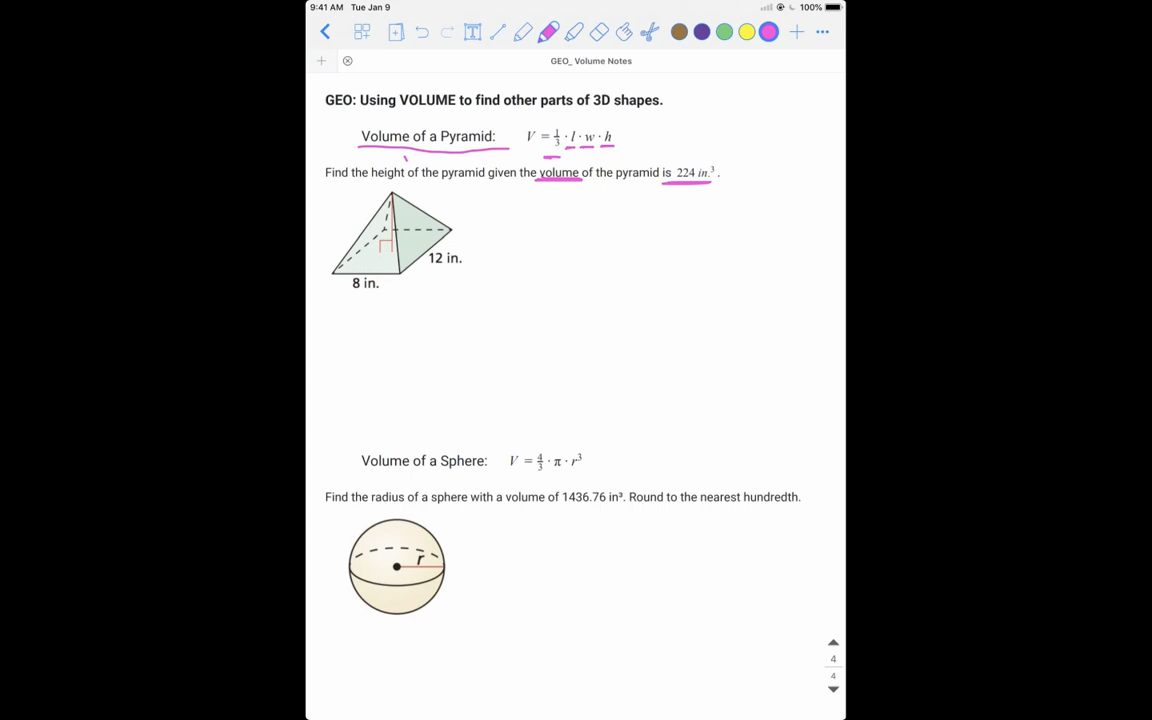 9:41 AM Tue Jan 9
100%
GEO_ Volume Notes
GEO: Using VOLUME to find other parts of 3D shapes.
Volume of a Pyramid: V = 1/3 · l · w · h
Find the height of the pyramid given the volume of the pyramid is 224 in.³ .
12 in.
8 in.
Volume of a Sphere: V = 4/3 · π · r³
Find the radius of a sphere with a volume of 1436.76 in³. Round to the nearest hundredth.
r
4
4